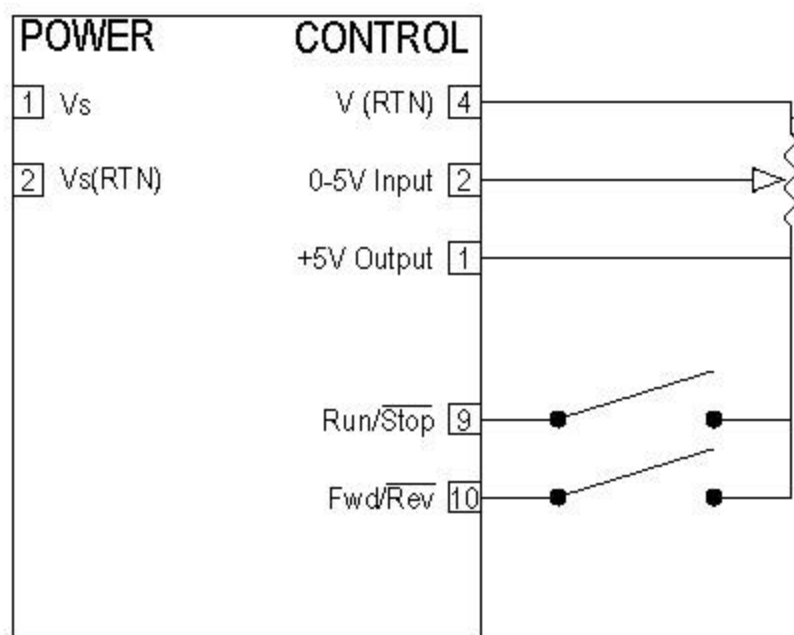 POWER CONTROL
1 Vs V (RTN) 4
2 Vs(RTN) 0-5V Input 2
+5V Output 1
Run/Stop 9
Fwd/Rev 10